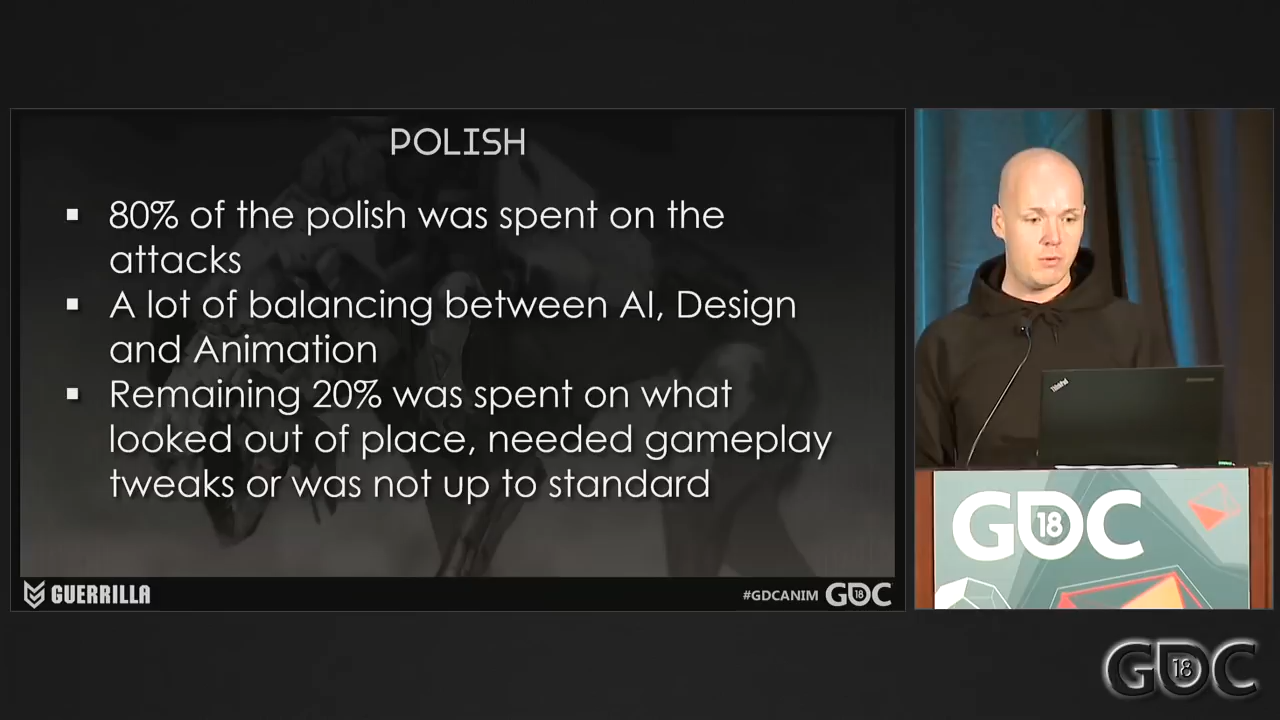 POLISH
▪ 80% of the polish was spent on the
attacks
▪ A lot of balancing between AI, Design
and Animation
▪ Remaining 20% was spent on what
looked out of place, needed gameplay
tweaks or was not up to standard
GUERRILLA
#GDCANIM GDC 18
ThinkPad
GDC 18
GDC 18